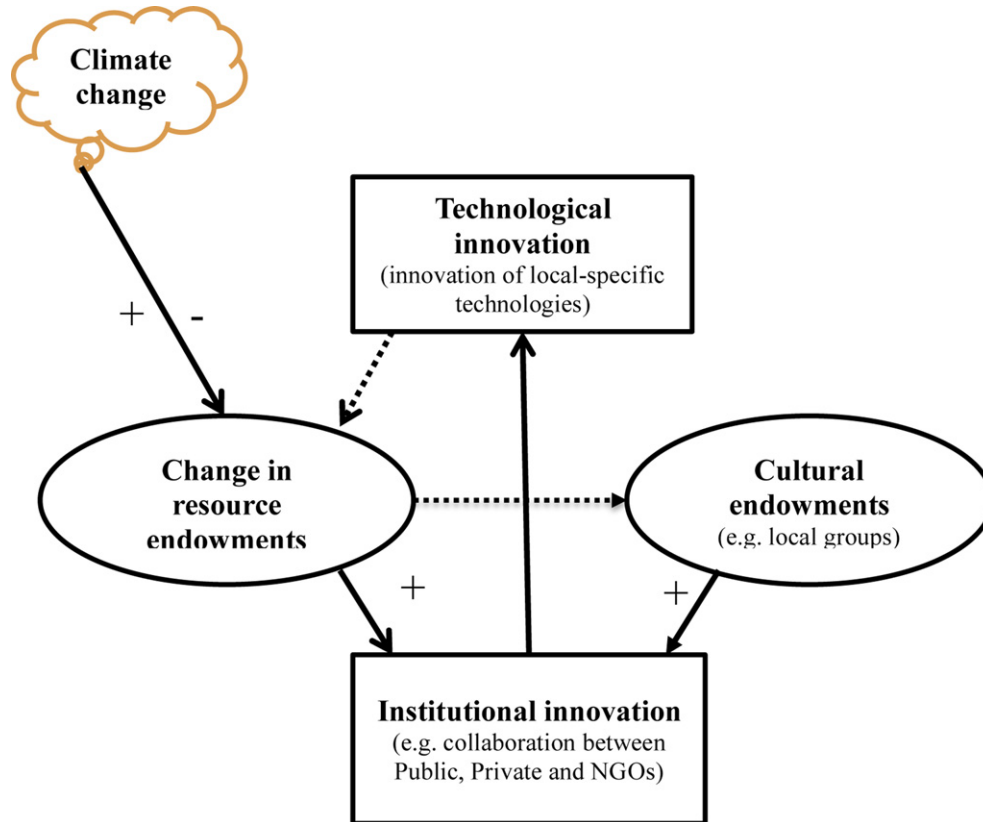 Climate
change
Technological
innovation
(innovation of local-specific
technologies)
+ -
Change in
resource
endowments
Cultural
endowments
(e.g. local groups)
+
+
Institutional innovation
(e.g. collaboration between
Public, Private and NGOs)